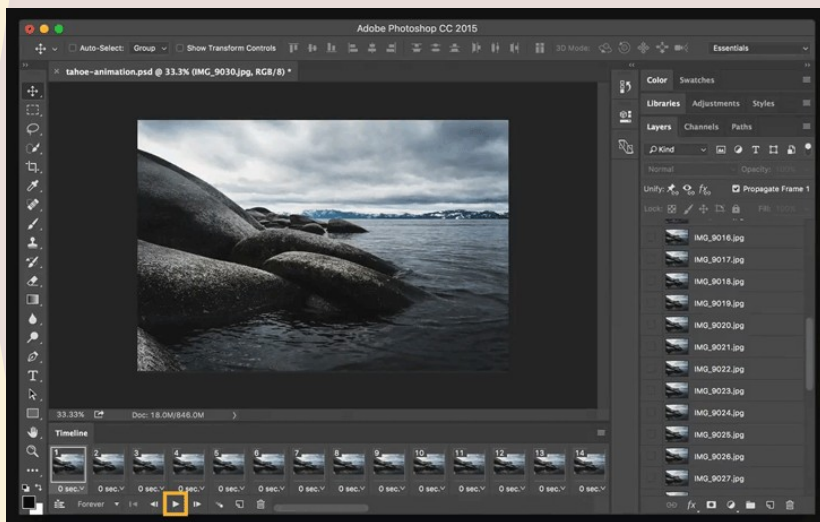 Adobe Photoshop CC 2015
Auto-Select: Group Show Transform Controls 3D Mode: Essentials
× tahoe-animation.psd @ 33.3% (IMG_9030.jpg, RGB/8) *
Color Swatches
Libraries Adjustments Styles
Layers Channels Paths
Kind
Normal Opacity:
Unify: Propagate Frame 1
Lock: Fill:
IMG_9016.jpg
IMG_9017.jpg
IMG_9018.jpg
IMG_9019.jpg
IMG_9020.jpg
IMG_9021.jpg
IMG_9022.jpg
IMG_9023.jpg
IMG_9024.jpg
IMG_9025.jpg
IMG_9026.jpg
IMG_9027.jpg
33.33% Doc: 18.0M/846.0M
Timeline
1 2 3 4 5 6 7 8 9 10 11 12 13 14
0 sec. 0 sec. 0 sec. 0 sec. 0 sec. 0 sec. 0 sec. 0 sec. 0 sec. 0 sec. 0 sec. 0 sec. 0 sec. 0 sec.
Forever